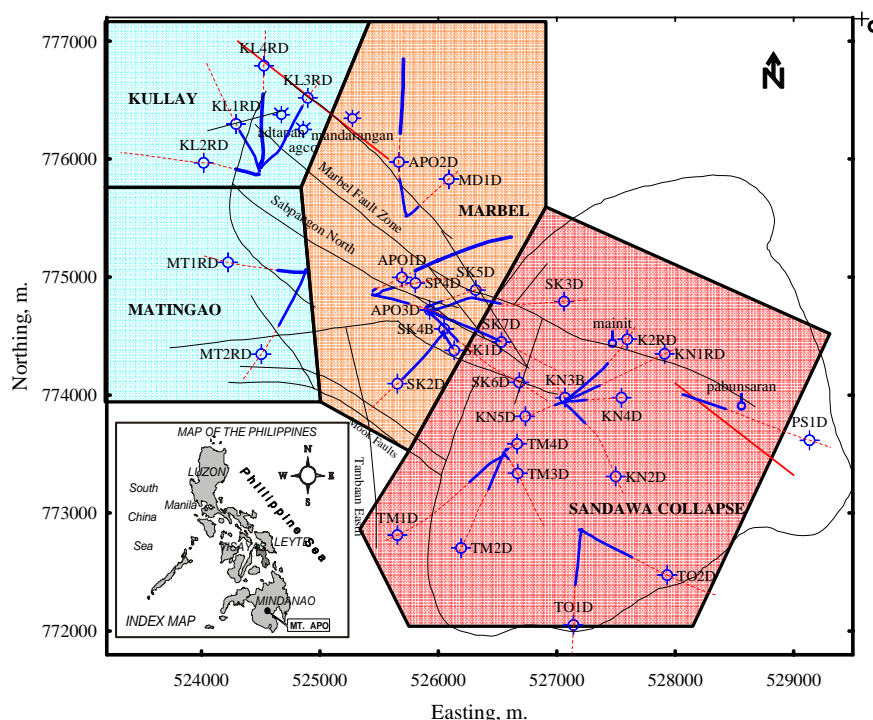 777000
776000
775000
774000
773000
772000
Northing, m.
524000
525000
526000
527000
528000
529000
Easting, m.
N
KULLAY
KL4RD
KL3RD
KL1RD
KL2RD
adtapan
agco
mandarangan
APO2D
MD1D
MARBEL
Marbel Fault Zone
Sabpangon North
MT1RD
MATINGAO
MT2RD
APO1D
SP4D
SK5D
APO3D
SK4B
SK7D
SK1D
SK2D
SK3D
mainit
K2RD
KN1RD
SK6D
KN3B
KN4D
KN5D
pabunsaran
PS1D
TM4D
TM3D
KN2D
Mook Faults
Tambaan Eastin
SANDAWA COLLAPSE
TM1D
TM2D
TO2D
TO1D
MAP OF THE PHILIPPINES
N
W
E
S
LUZON
South
China
Sea
Manila
Philippine Sea
VISAYAS
LEYTE
MINDANAO
INDEX MAP
MT. APO